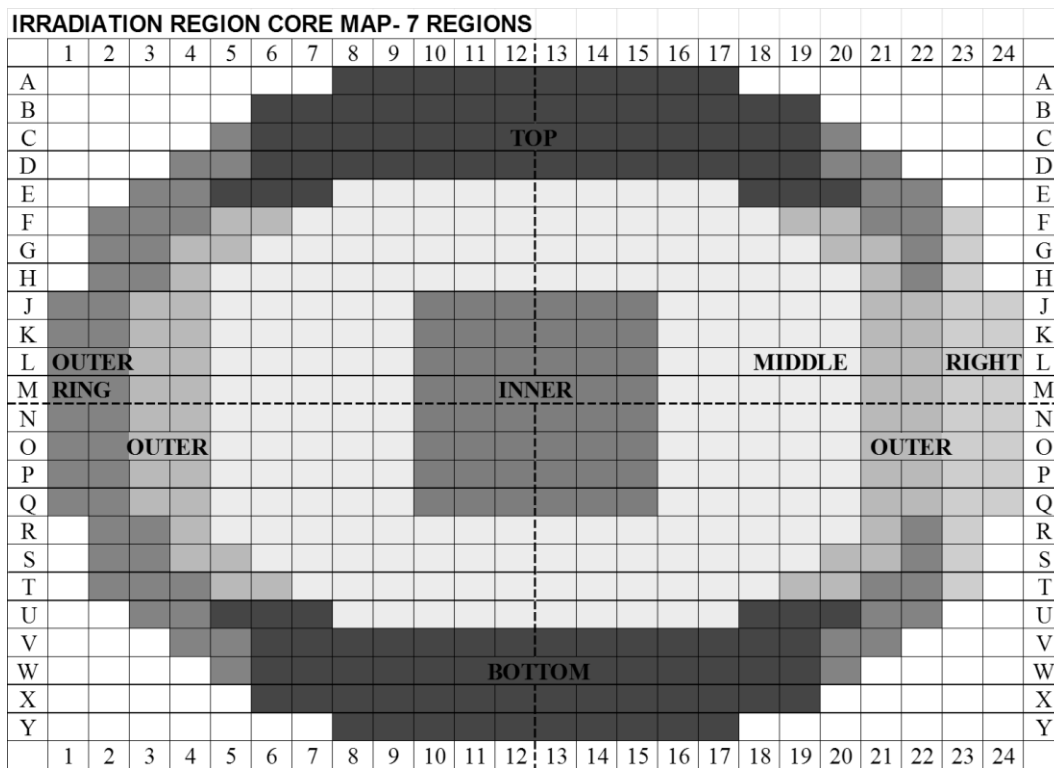 IRRADIATION REGION CORE MAP- 7 REGIONS
1 2 3 4 5 6 7 8 9 10 11 12 13 14 15 16 17 18 19 20 21 22 23 24
A A
B B
C TOP C
D D
E E
F F
G G
H H
J J
K K
L OUTER MIDDLE RIGHT L
M RING INNER M
N N
O OUTER OUTER O
P P
Q Q
R R
S S
T T
U U
V V
W BOTTOM W
X X
Y Y
1 2 3 4 5 6 7 8 9 10 11 12 13 14 15 16 17 18 19 20 21 22 23 24